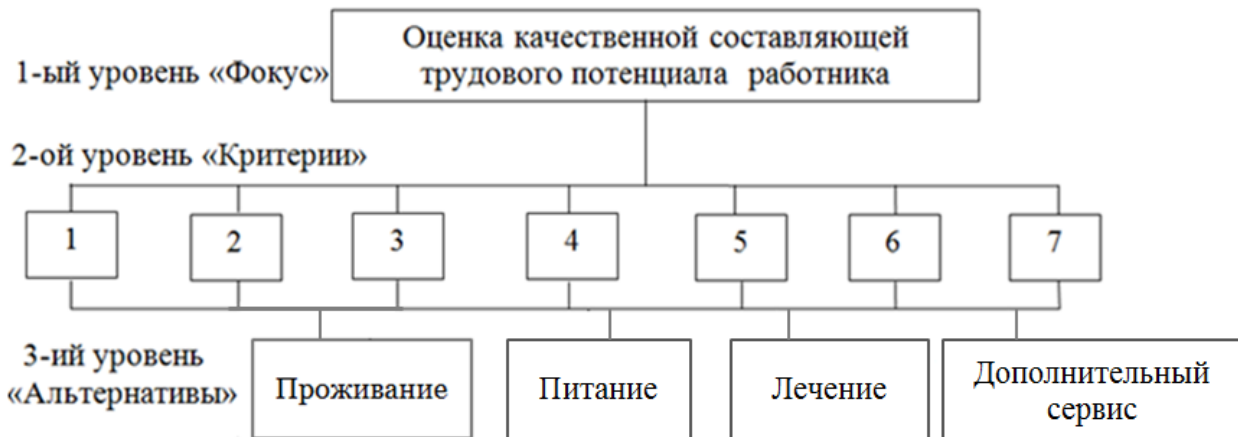 Оценка качественной составляющей
трудового потенциала работника
1-ый уровень «Фокус»
2-ой уровень «Критерии»
1 2 3 4 5 6 7
3-ий уровень
«Альтернативы»
Проживание
Питание
Лечение
Дополнительный
сервис